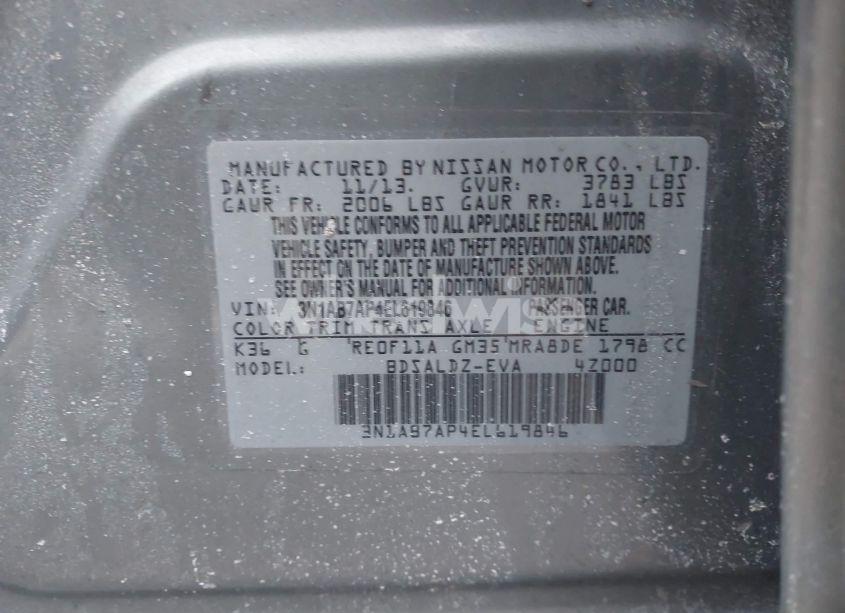 MANUFACTURED BY NISSAN MOTOR CO., LTD.
DATE: 11/13. GVWR: 3783 LBS
GAWR FR: 2006 LBS GAWR RR: 1841 LBS
THIS VEHICLE CONFORMS TO ALL APPLICABLE FEDERAL MOTOR
VEHICLE SAFETY, BUMPER AND THEFT PREVENTION STANDARDS
IN EFFECT ON THE DATE OF MANUFACTURE SHOWN ABOVE.
SEE OWNER'S MANUAL FOR MORE INFORMATION.
VIN: 3N1AB7AP4EL619846 PASSENGER CAR.
COLOR TRIM TRANS AXLE ENGINE
K36 G RE0F11A GM35 MRA8DE 1798 CC
MODEL: BDSALDZ-EVA 4Z000
3N1AB7AP4EL619846